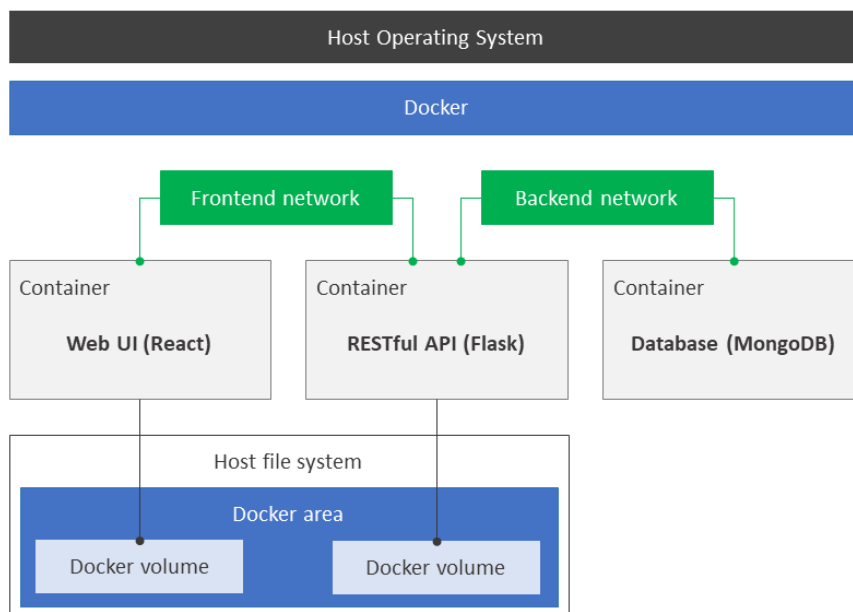 Host Operating System
Docker
Frontend network
Backend network
Container
Web UI (React)
Container
RESTful API (Flask)
Container
Database (MongoDB)
Host file system
Docker area
Docker volume
Docker volume